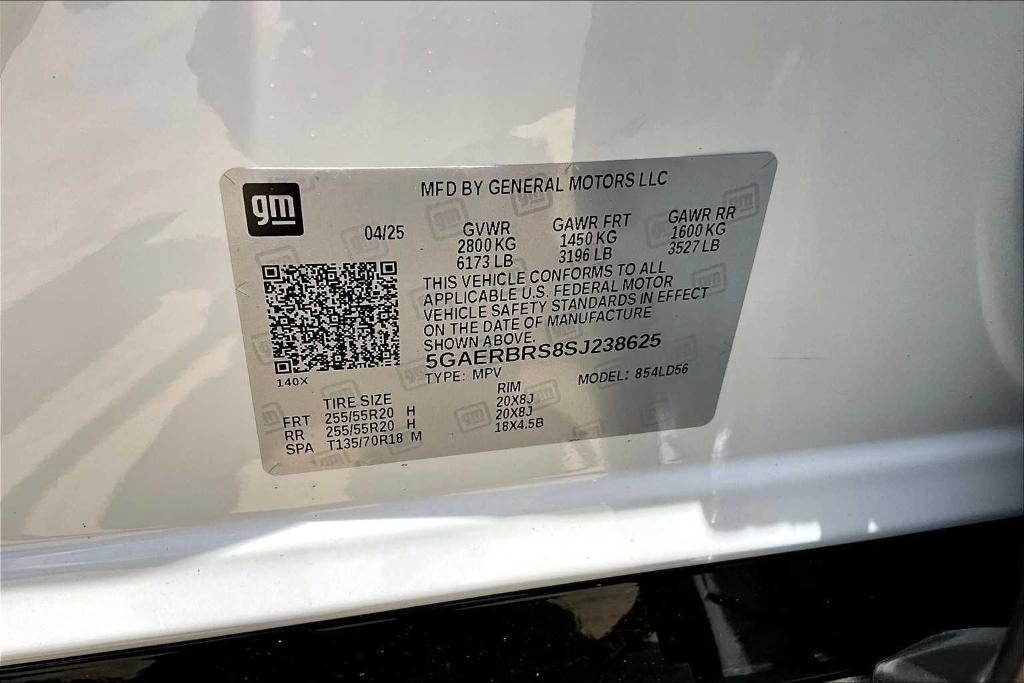 gm
MFD BY GENERAL MOTORS LLC
04/25
GVWR GAWR FRT GAWR RR
2800 KG 1450 KG 1600 KG
6173 LB 3196 LB 3527 LB
THIS VEHICLE CONFORMS TO ALL
APPLICABLE U.S. FEDERAL MOTOR
VEHICLE SAFETY STANDARDS IN EFFECT
ON THE DATE OF MANUFACTURE
SHOWN ABOVE.
5GAERBRS8SJ238625
140X
TYPE: MPV MODEL: 854LD56
TIRE SIZE RIM
FRT 255/55R20 H 20X8J
RR 255/55R20 H 20X8J
SPA T135/70R18 M 18X4.5B